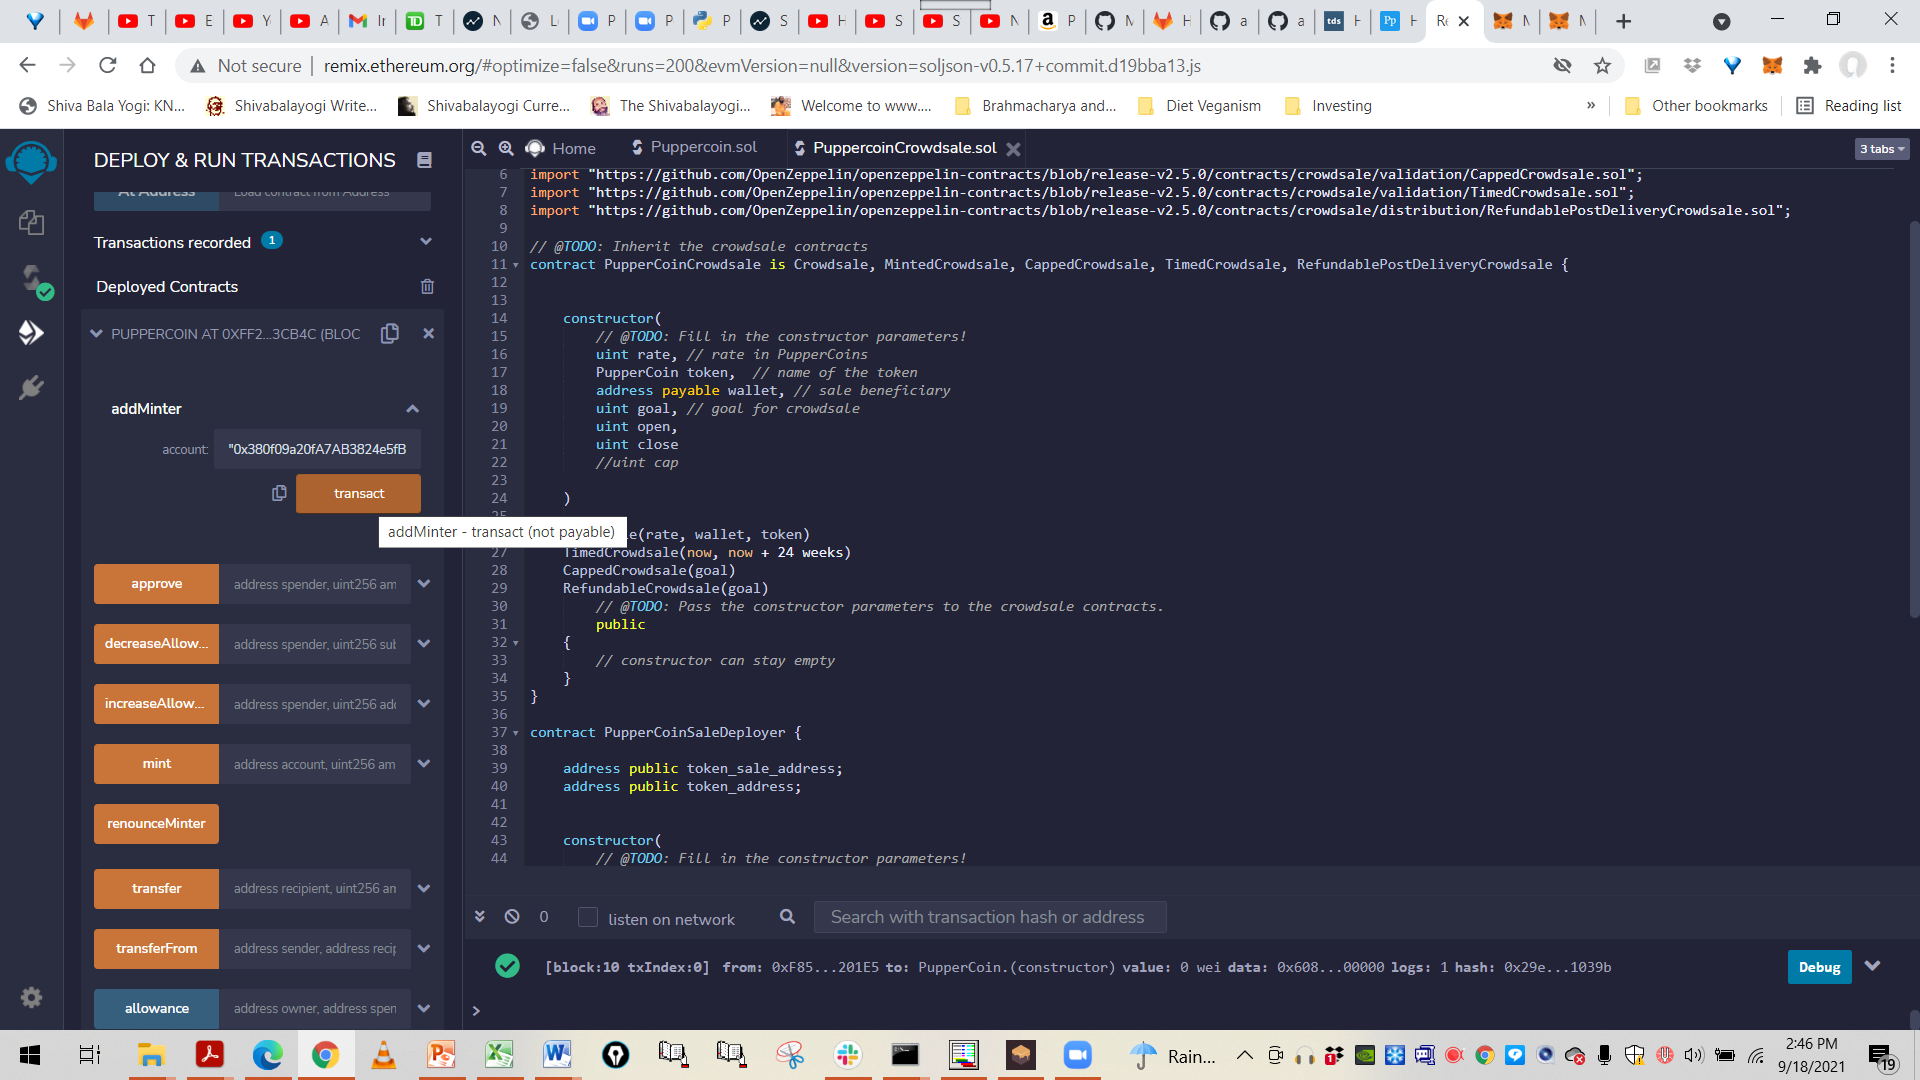 T
E
Y
A
Ir
T
N
L
P
P
P
S
H
S
S
N
P
M
H
a
a
H
H
Re
M
M
Not secure | remix.ethereum.org/#optimize=false&runs=200&evmVersion=null&version=soljson-v0.5.17+commit.d19bba13.js
Shiva Bala Yogi: KN...
Shivabalayogi Write...
Shivabalayogi Curre...
The Shivabalayogi...
Welcome to www....
Brahmacharya and...
Diet Veganism
Investing
»
Other bookmarks
Reading list
DEPLOY & RUN TRANSACTIONS
At Address
Load contract from Address
Transactions recorded 1
Deployed Contracts
PUPPERCOIN AT 0XFF2...3CB4C (BLOC
addMinter
account: "0x380f09a20fA7AB3824e5fB
transact
addMinter - transact (not payable)
approve address spender, uint256 am
decreaseAllow... address spender, uint256 sub
increaseAllow... address spender, uint256 add
mint address account, uint256 am
renounceMinter
transfer address recipient, uint256 am
transferFrom address sender, address recip
allowance address owner, address spen
Home
Puppercoin.sol
PuppercoinCrowdsale.sol
3 tabs
6 import "https://github.com/OpenZeppelin/openzeppelin-contracts/blob/release-v2.5.0/contracts/crowdsale/validation/CappedCrowdsale.sol";
7 import "https://github.com/OpenZeppelin/openzeppelin-contracts/blob/release-v2.5.0/contracts/crowdsale/validation/TimedCrowdsale.sol";
8 import "https://github.com/OpenZeppelin/openzeppelin-contracts/blob/release-v2.5.0/contracts/crowdsale/distribution/RefundablePostDeliveryCrowdsale.sol";
9
10 // @TODO: Inherit the crowdsale contracts
11 contract PupperCoinCrowdsale is Crowdsale, MintedCrowdsale, CappedCrowdsale, TimedCrowdsale, RefundablePostDeliveryCrowdsale {
12
13
14 constructor(
15 // @TODO: Fill in the constructor parameters!
16 uint rate, // rate in PupperCoins
17 PupperCoin token, // name of the token
18 address payable wallet, // sale beneficiary
19 uint goal, // goal for crowdsale
20 uint open,
21 uint close
22 //uint cap
23
24 )
25
e(rate, wallet, token)
27 TimedCrowdsale(now, now + 24 weeks)
28 CappedCrowdsale(goal)
29 RefundableCrowdsale(goal)
30 // @TODO: Pass the constructor parameters to the crowdsale contracts.
31 public
32 {
33 // constructor can stay empty
34 }
35 }
36
37 contract PupperCoinSaleDeployer {
38
39 address public token_sale_address;
40 address public token_address;
41
42
43 constructor(
44 // @TODO: Fill in the constructor parameters!
0 listen on network
Search with transaction hash or address
[block:10 txIndex:0] from: 0xF85...201E5 to: PupperCoin.(constructor) value: 0 wei data: 0x608...00000 logs: 1 hash: 0x29e...1039b
Debug
>
Rain...
2:46 PM
9/18/2021
19